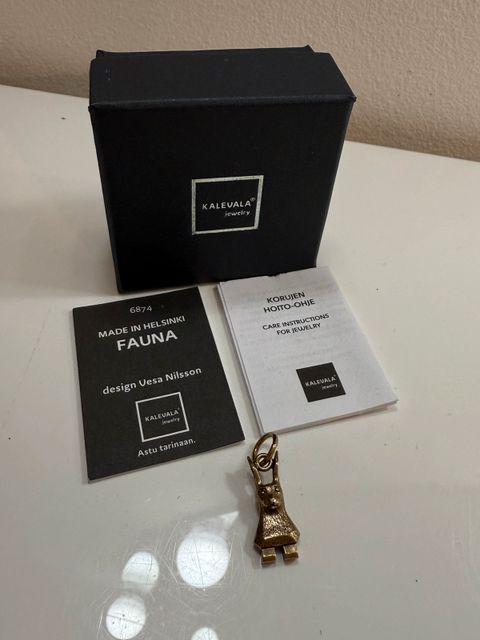 KALEVALA®
jewelry
6874
MADE IN HELSINKI
FAUNA
design Vesa Nilsson
KALEVALA®
jewelry
Astu tarinaan.
KORUJEN
HOITO-OHJE
CARE INSTRUCTIONS
FOR JEWELRY
KALEVALA
jewelry